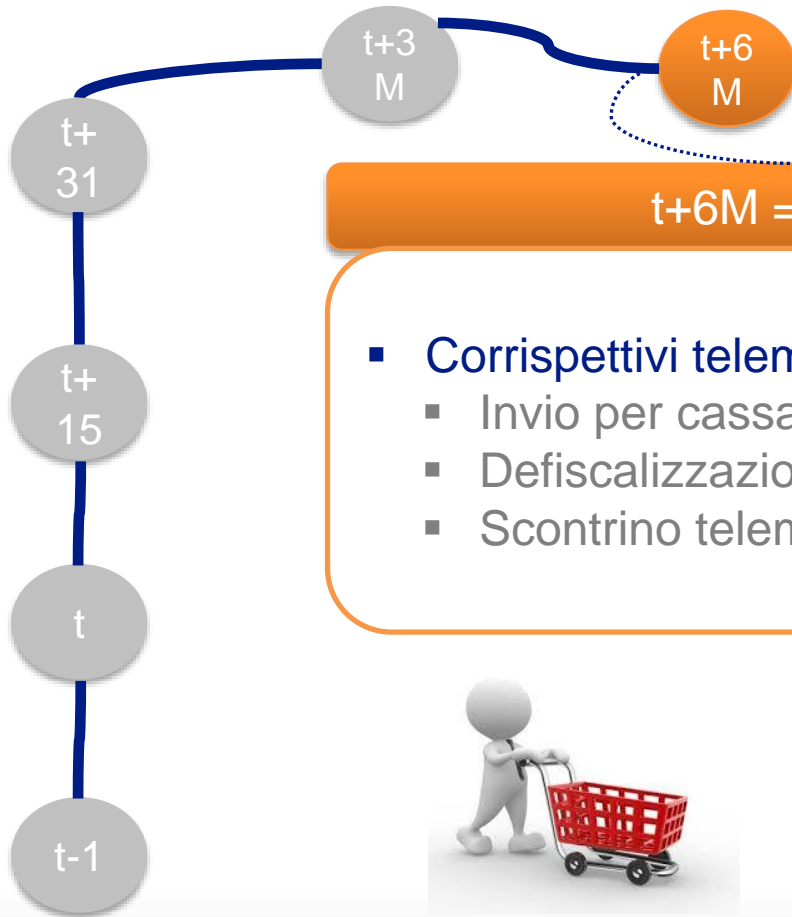 t+3
M
t+6
M
t+
31
t+6M =
▪ Corrispettivi telem
▪ Invio per cassa
▪ Defiscalizzazio
▪ Scontrino telem
t+
15
t
t-1